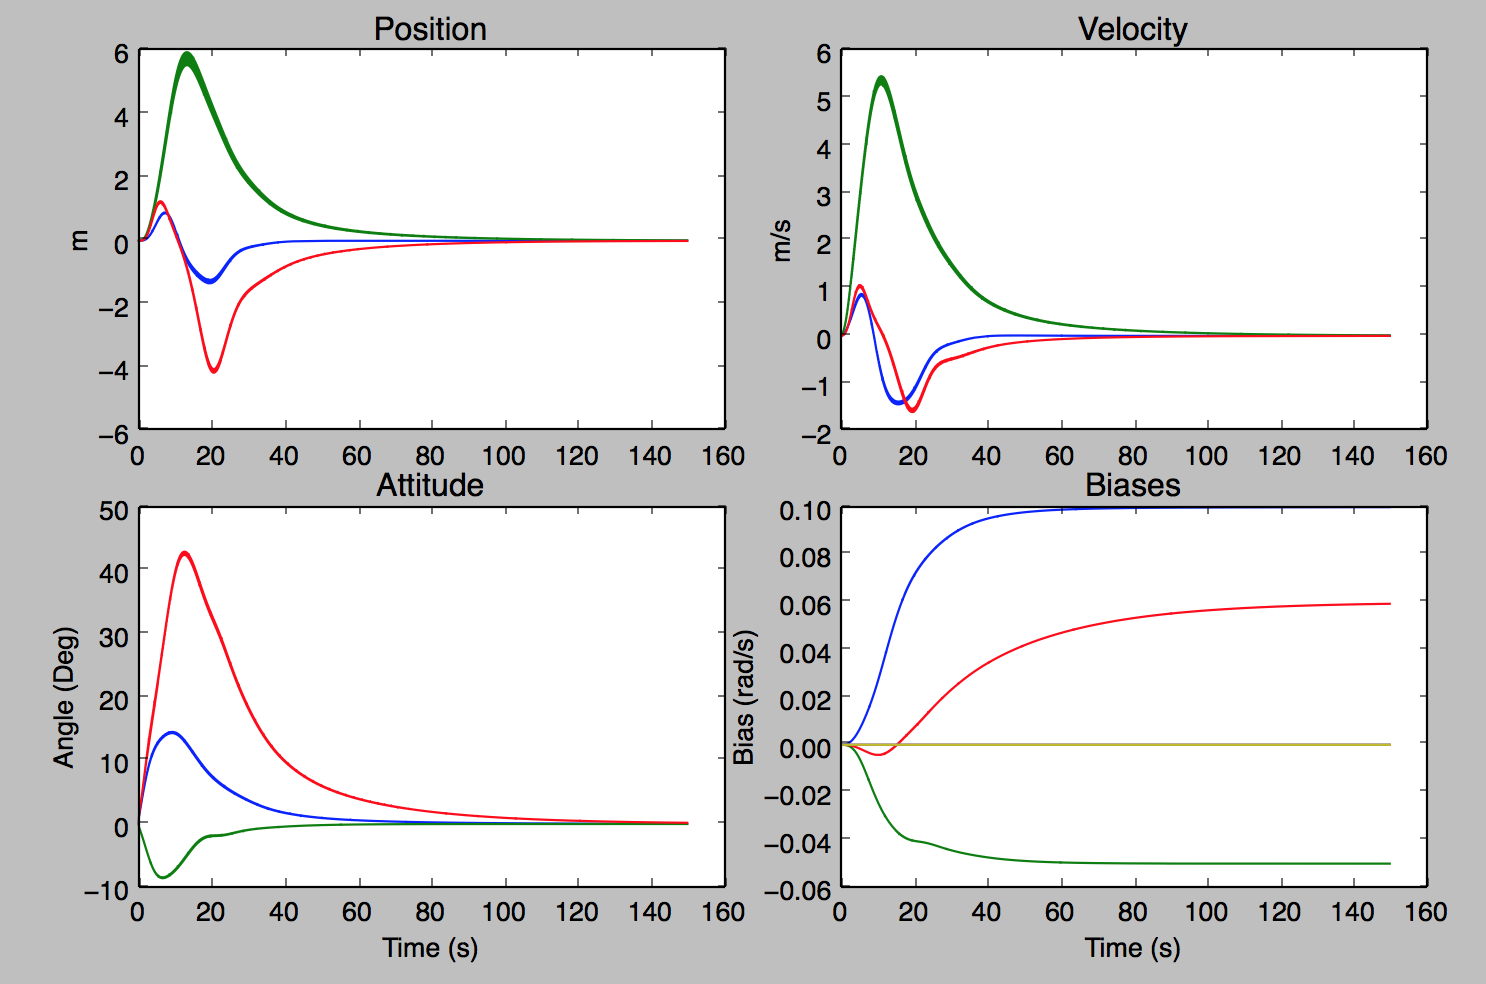 Position
6
4
2
0
−2
−4
−6
m
0 20 40 60 80 100 120 140 160
Velocity
6
5
4
3
2
1
0
−1
−2
m/s
0 20 40 60 80 100 120 140 160
Attitude
50
40
30
20
10
0
−10
Angle (Deg)
0 20 40 60 80 100 120 140 160
Time (s)
Biases
0.10
0.08
0.06
0.04
0.02
0.00
−0.02
−0.04
−0.06
Bias (rad/s)
0 20 40 60 80 100 120 140 160
Time (s)